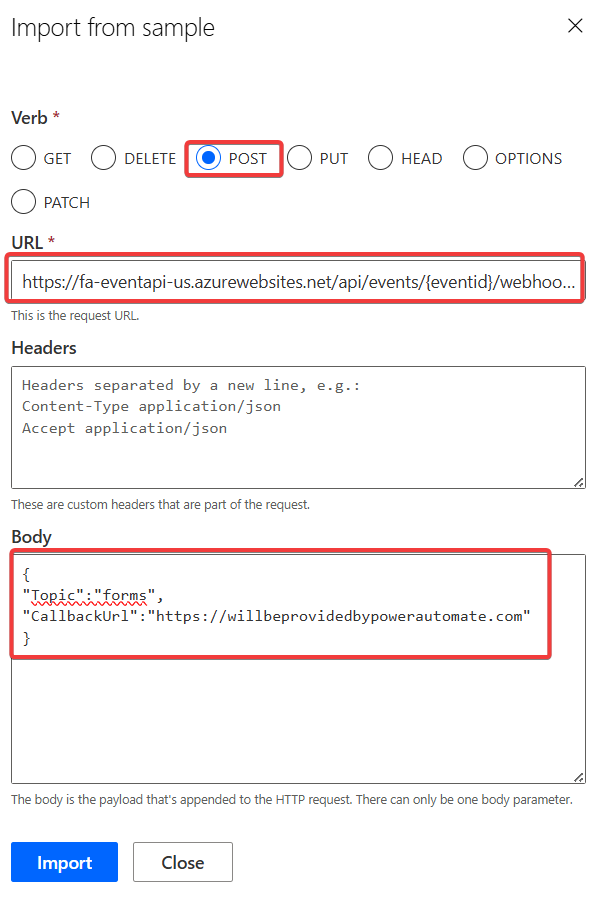 Import from sample
Verb *
GET DELETE POST PUT HEAD OPTIONS
PATCH
URL *
https://fa-eventapi-us.azurewebsites.net/api/events/{eventid}/webhoo...
This is the request URL.
Headers
Headers separated by a new line, e.g.:
Content-Type application/json
Accept application/json
These are custom headers that are part of the request.
Body
{
"Topic":"forms",
"CallbackUrl":"https://willbeprovidedbypowerautomate.com"
}
The body is the payload that's appended to the HTTP request. There can only be one body parameter.
Import Close